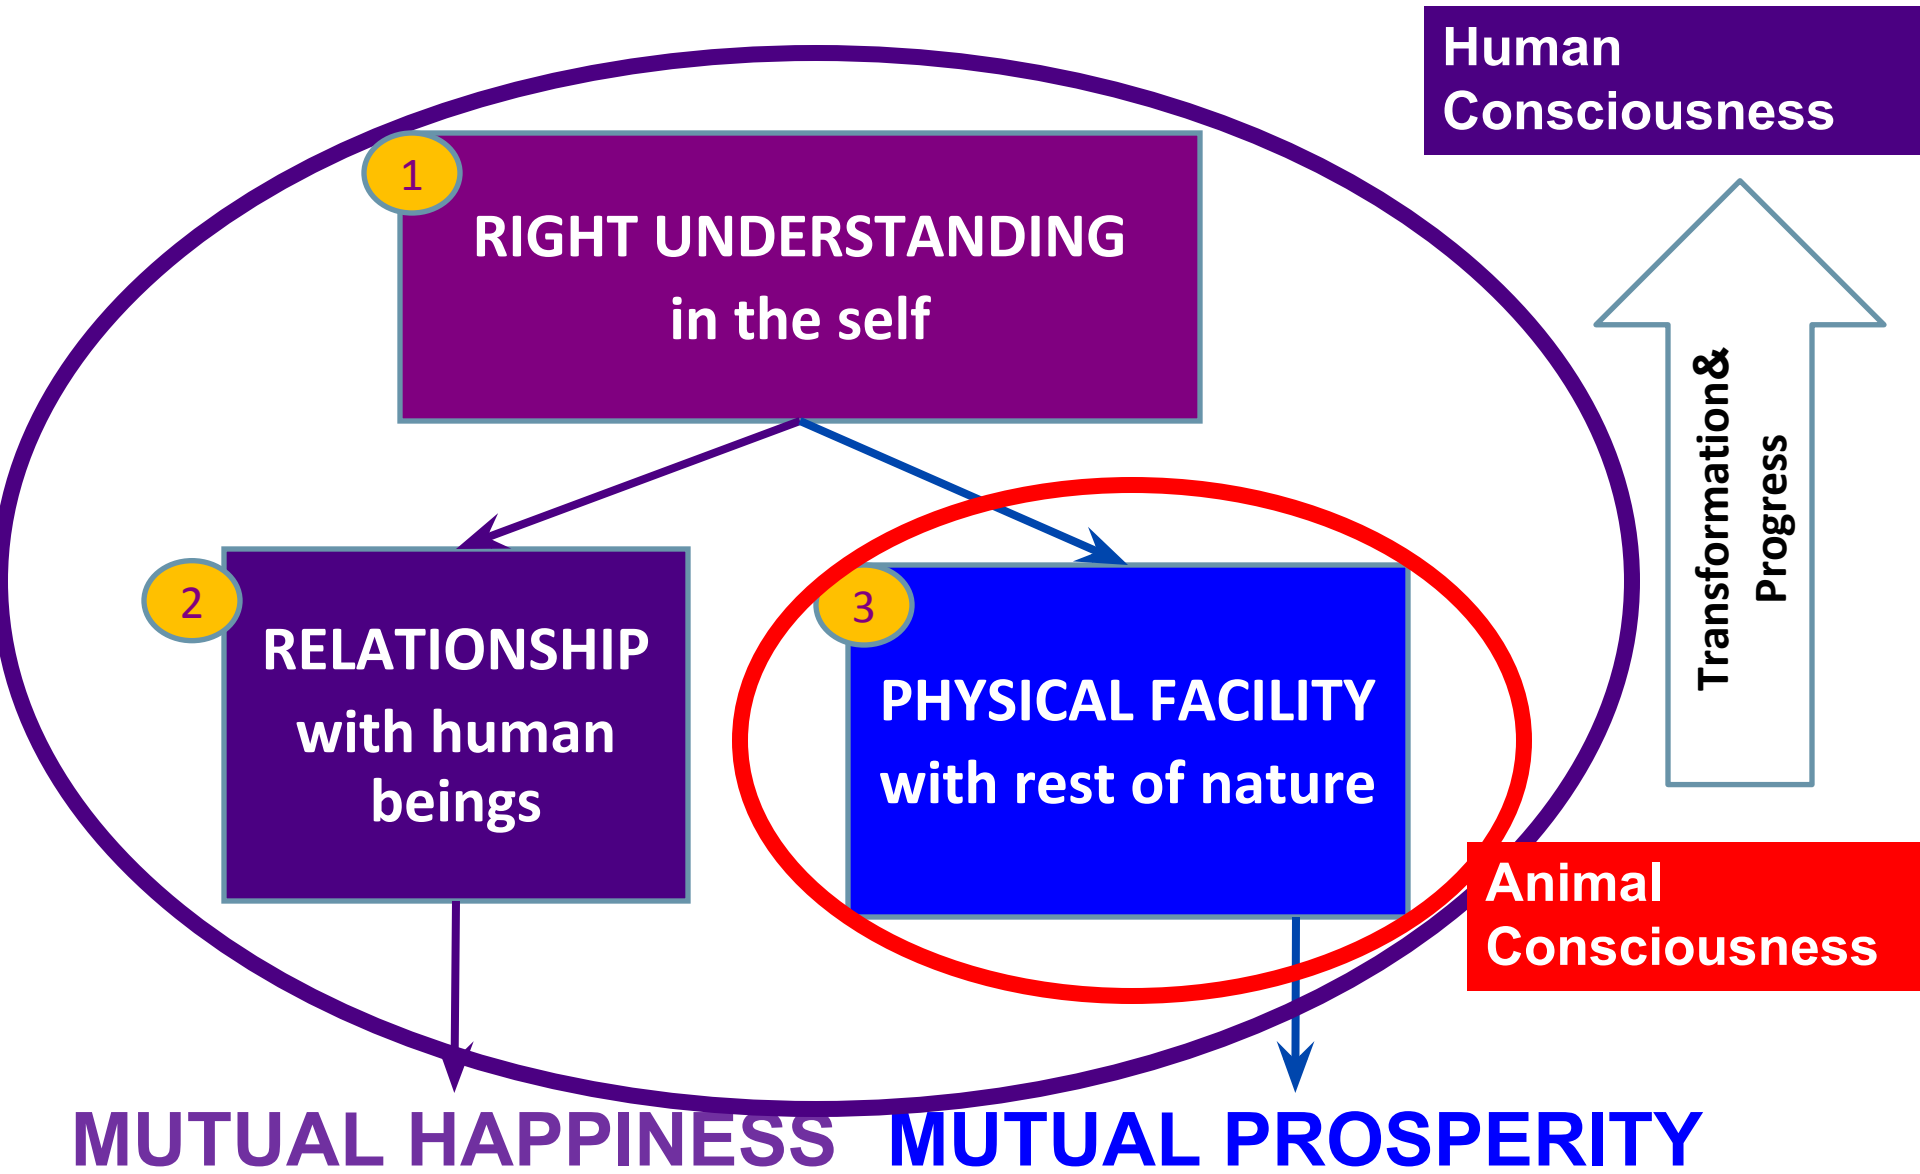 Human
Consciousness
1
RIGHT UNDERSTANDING
in the self
Transformation&
Progress
2
RELATIONSHIP
with human
beings
3
PHYSICAL FACILITY
with rest of nature
Animal
Consciousness
MUTUAL HAPPINESS
MUTUAL PROSPERITY